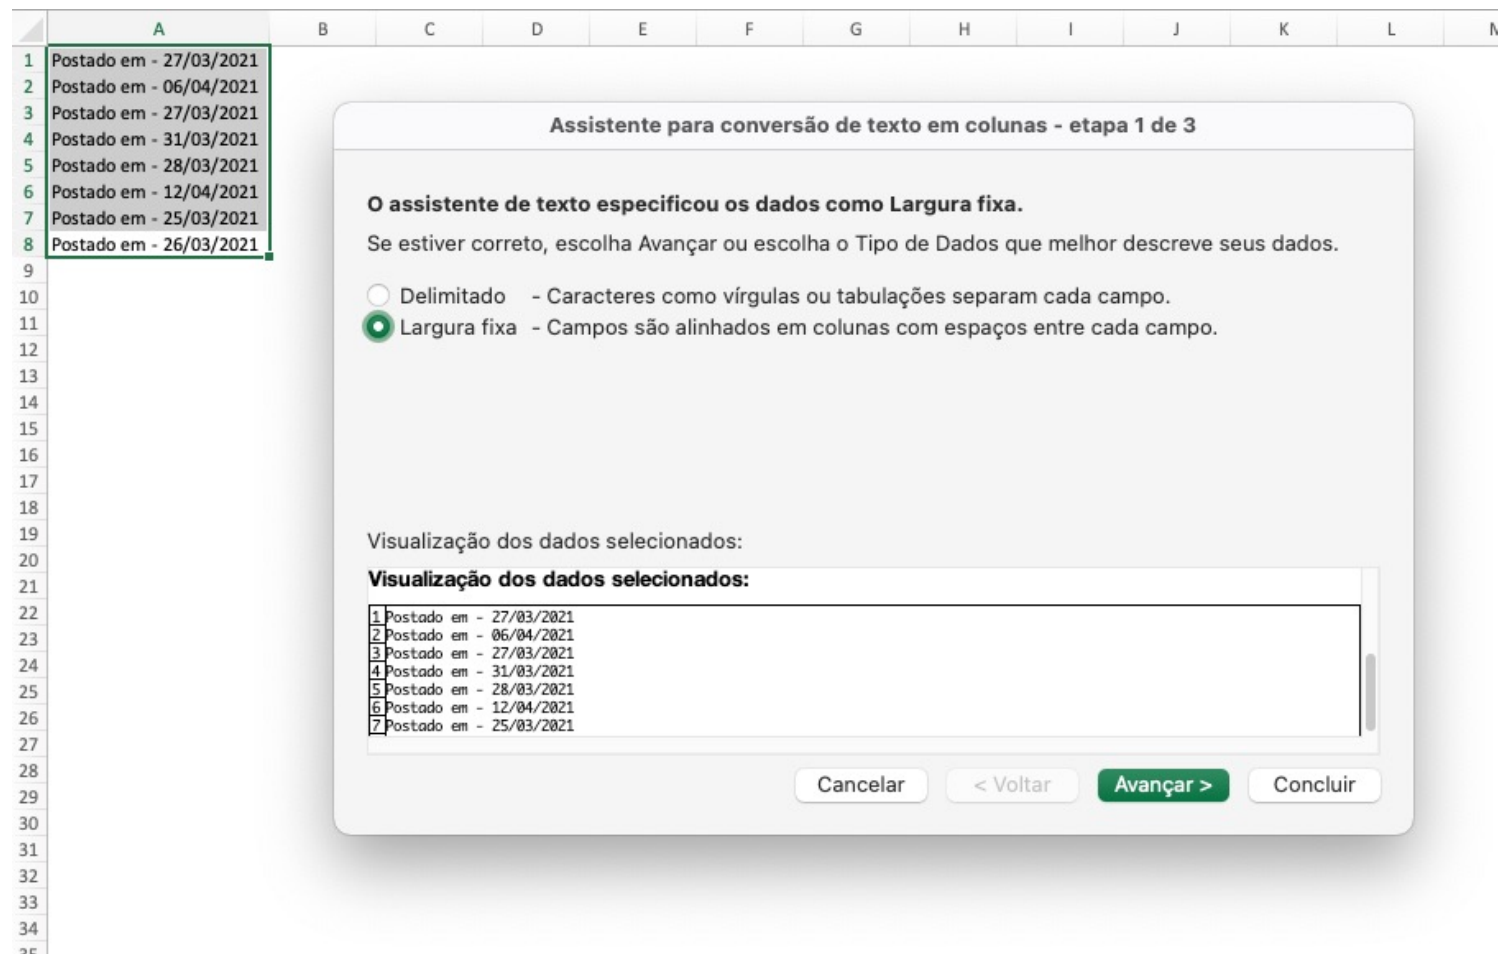 A B C D E F G H I J K L
1 Postado em - 27/03/2021
2 Postado em - 06/04/2021
3 Postado em - 27/03/2021
4 Postado em - 31/03/2021
5 Postado em - 28/03/2021
6 Postado em - 12/04/2021
7 Postado em - 25/03/2021
8 Postado em - 26/03/2021
9
10
11
12
13
14
15
16
17
18
19
20
21
22
23
24
25
26
27
28
29
30
31
32
33
34
35
Assistente para conversão de texto em colunas - etapa 1 de 3
O assistente de texto especificou os dados como Largura fixa.
Se estiver correto, escolha Avançar ou escolha o Tipo de Dados que melhor descreve seus dados.
Delimitado - Caracteres como vírgulas ou tabulações separam cada campo.
Largura fixa - Campos são alinhados em colunas com espaços entre cada campo.
Visualização dos dados selecionados:
Visualização dos dados selecionados:
1 Postado em - 27/03/2021
2 Postado em - 06/04/2021
3 Postado em - 27/03/2021
4 Postado em - 31/03/2021
5 Postado em - 28/03/2021
6 Postado em - 12/04/2021
7 Postado em - 25/03/2021
Cancelar < Voltar Avançar > Concluir